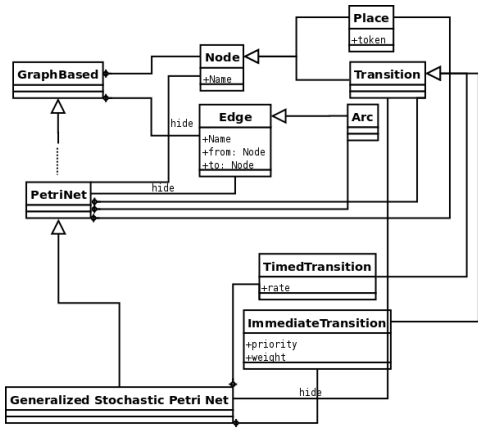 Place
+token
Node
+Name
GraphBased
Transition
Edge
+Name
+from: Node
+to: Node
Arc
hide
PetriNet
hide
TimedTransition
+rate
ImmediateTransition
+priority
+weight
Generalized Stochastic Petri Net
hide